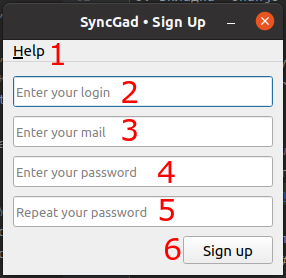 SyncGad • Sign Up
Help 1
Enter your login 2
Enter your mail 3
Enter your password 4
Repeat your password 5
6 Sign up